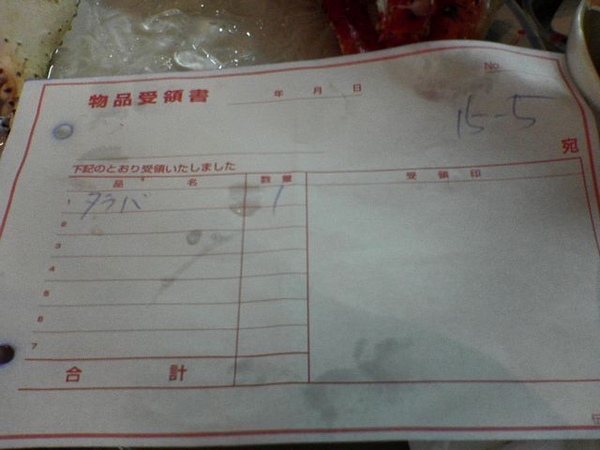 物品受領書
年 月 日
No.
15-5
宛
下記のとおり受領いたしました
品 名 数量 受領印
1 タラバ 1
2
3
4
5
6
7
合計